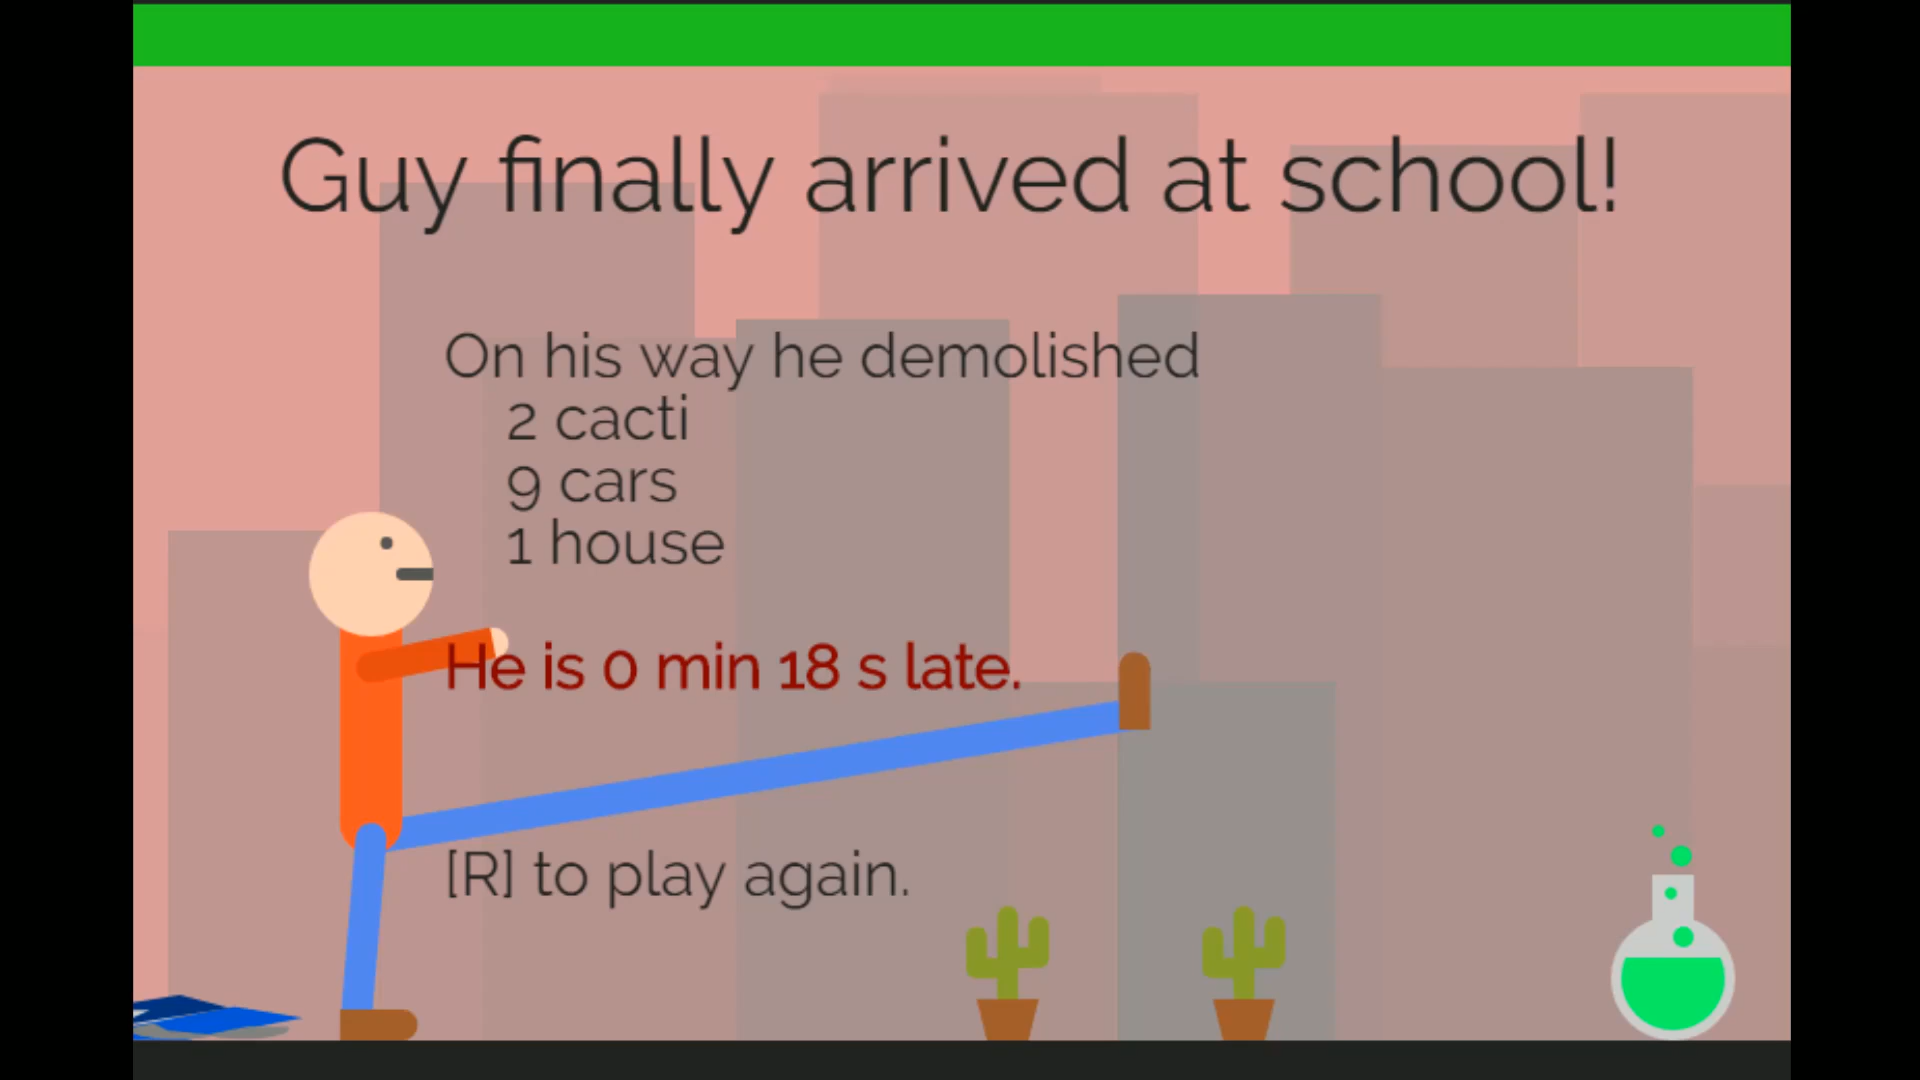 Guy finally arrived at school!
On his way he demolished
2 cacti
9 cars
1 house
He is 0 min 18 s late.
[R] to play again.